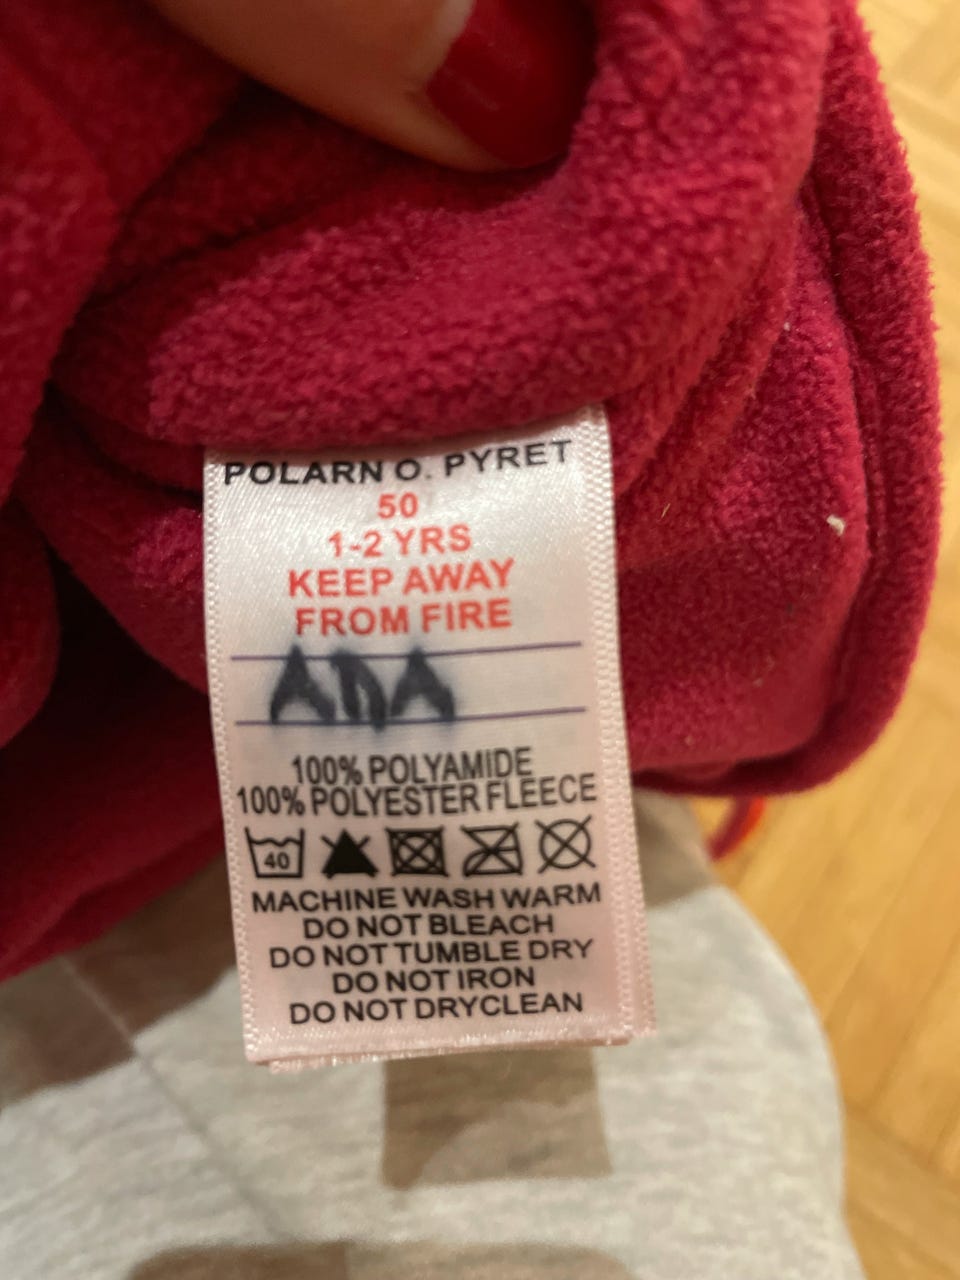 POLARN O. PYRET
50
1-2 YRS
KEEP AWAY
FROM FIRE
ADA
100% POLYAMIDE
100% POLYESTER FLEECE
40
MACHINE WASH WARM
DO NOT BLEACH
DO NOT TUMBLE DRY
DO NOT IRON
DO NOT DRYCLEAN